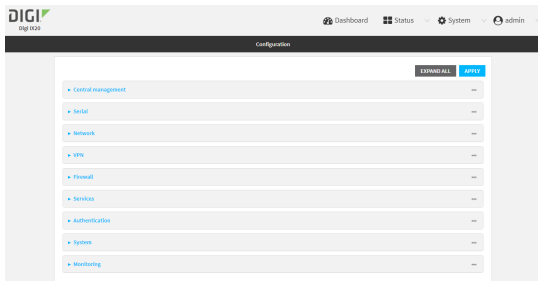 DIGI
Digi IX20
Dashboard Status System admin
Configuration
EXPAND ALL APPLY
Central management ...
Serial ...
Network ...
VPN ...
Firewall ...
Services ...
Authentication ...
System ...
Monitoring ...